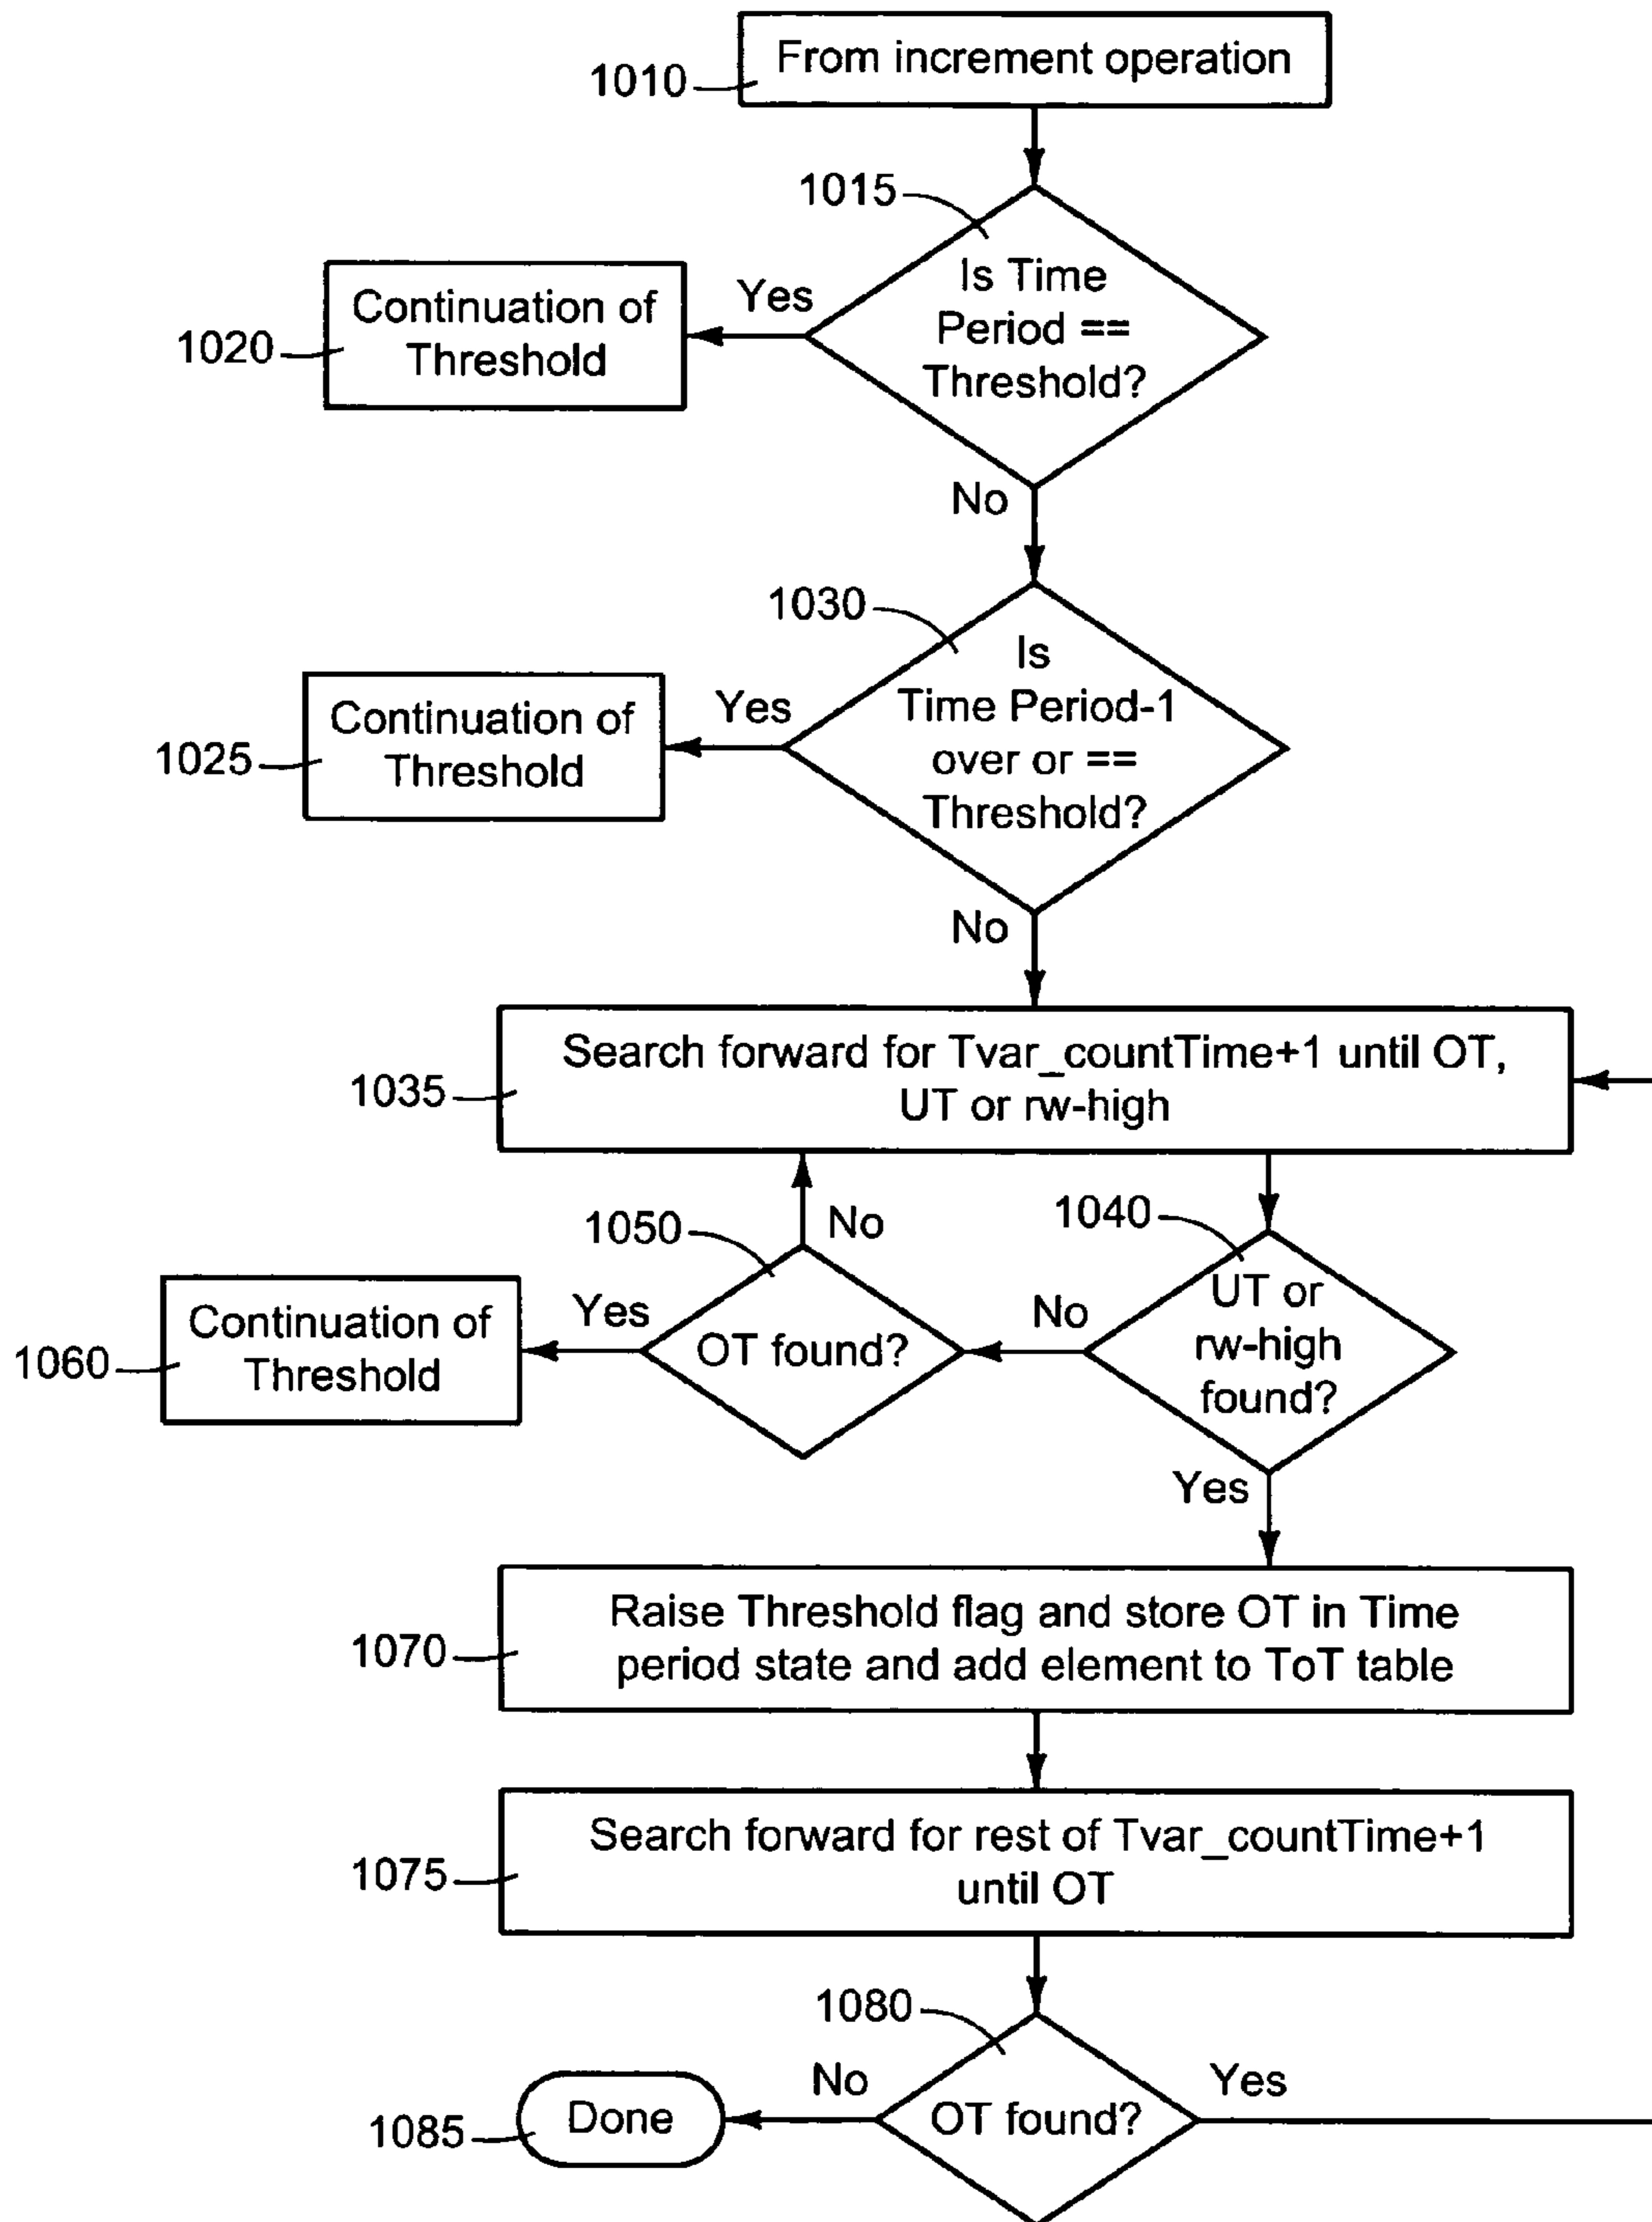 From increment operation
1010
1015
Is Time
Period ==
Threshold?
Yes
Continuation of
Threshold
1020
No
1030
Is
Time Period-1
over or ==
Threshold?
Yes
Continuation of
Threshold
1025
No
Search forward for Tvar_countTime+1 until OT,
UT or rw-high
1035
1040
UT or
rw-high
found?
No
1050
No
OT found?
Yes
Continuation of
Threshold
1060
Yes
Raise Threshold flag and store OT in Time
period state and add element to ToT table
1070
Search forward for rest of Tvar_countTime+1
until OT
1075
1080
OT found?
Yes
No
Done
1085